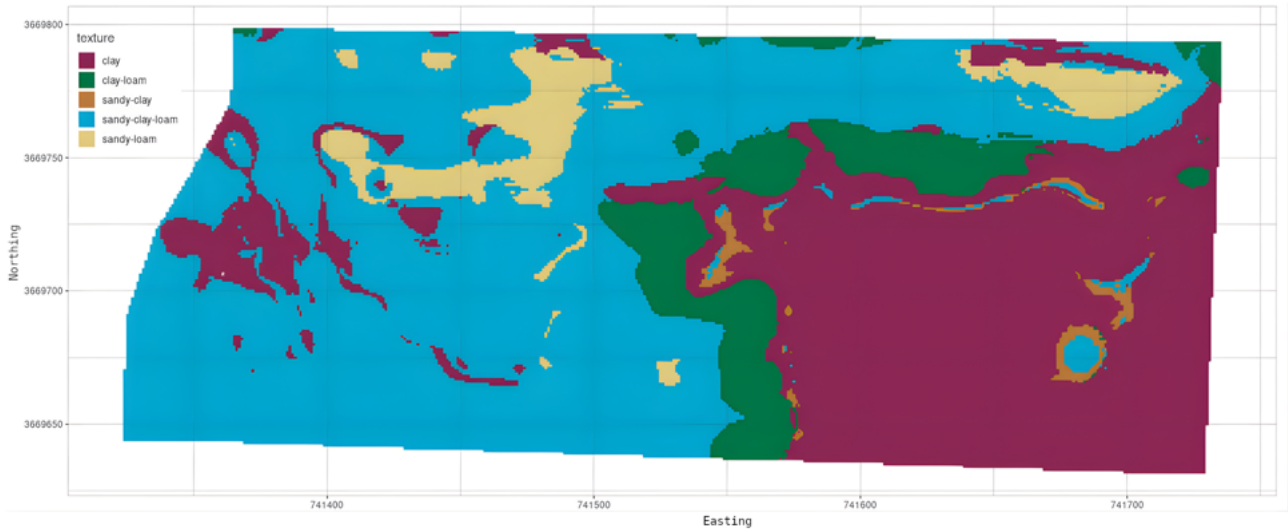 3669800
texture
clay
clay-loam
sandy-clay
sandy-clay-loam
sandy-loam
3669750
3669700
3669650
Northing
741400
741500
741600
741700
Easting